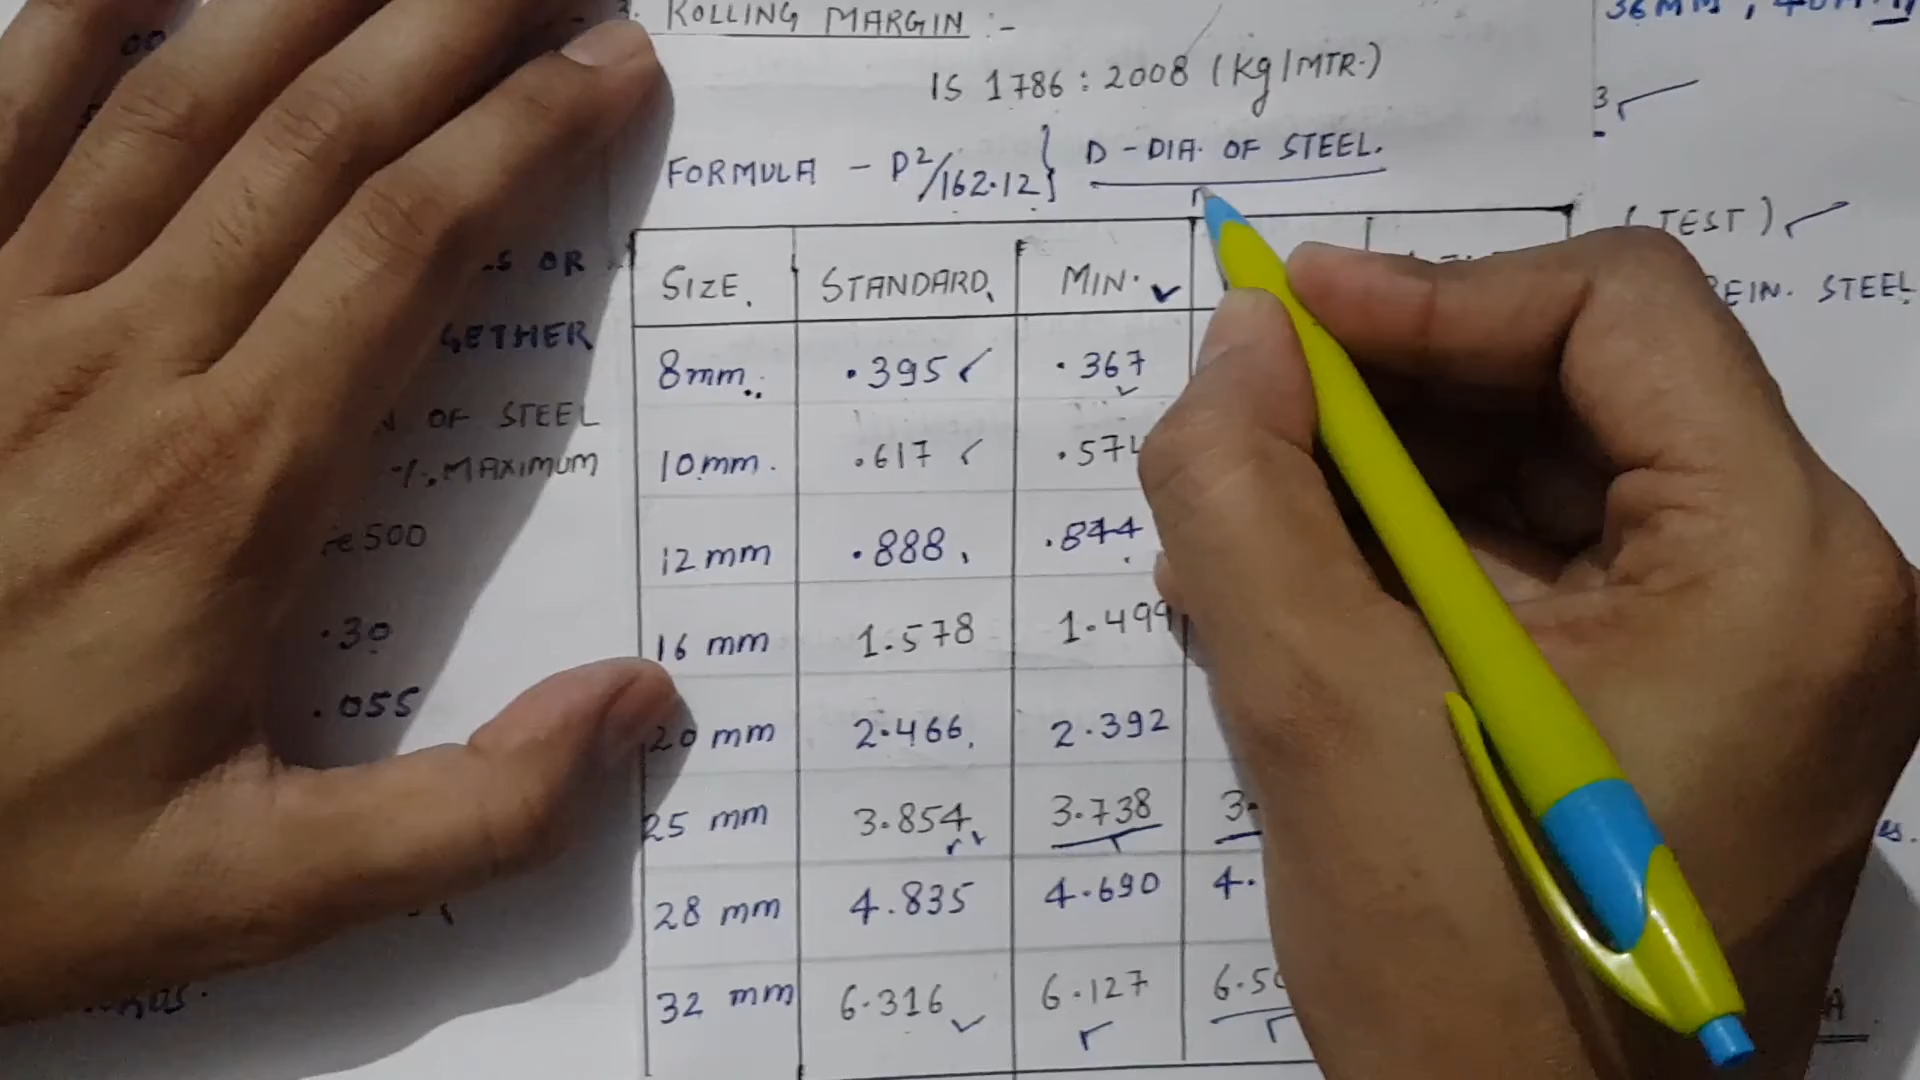 ROLLING MARGIN :-
IS 1786 : 2008 (Kg/MTR.)
FORMULA - D²/162.12 } D - DIA. OF STEEL.
SIZE. STANDARD. MIN.
8mm .395 .367
10mm. .617 .574
12 mm .888 .844
16 mm 1.578 1.499
20 mm 2.466 2.392
25 mm 3.854 3.738 3.
28 mm 4.835 4.690 4.
32 mm 6.316 6.127 6.5
OR
GETHER
OF STEEL
%. MAXIMUM
500
.30
.055
36MM,
3
(TEST)
REIN. STEEL